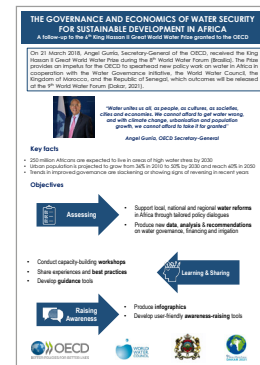 THE GOVERNANCE AND ECONOMICS OF WATER SECURITY
FOR SUSTAINABLE DEVELOPMENT IN AFRICA
A follow-up to the 6th King Hassan II Great World Water Prize granted to the OECD
On 21 March 2018, Angel Gurría, Secretary-General of the OECD, received the King
Hassan II Great World Water Prize during the 8th World Water Forum (Brasilia). The Prize
provides an impetus for the OECD to undertake new policy work on water in Africa in
cooperation with the Water Governance Initiative, the World Water Council, the
Kingdom of Morocco, and the Republic of Senegal, which outcomes will be released
at the 9th World Water Forum (Dakar, 2021).
"Water unites us all, as people, as cultures, as societies,
cities and economies. We cannot afford to get water wrong,
and with climate change, urbanisation and population
growth, we cannot afford to take it for granted"
Angel Gurría, OECD Secretary-General
Key facts
• 250 million Africans are expected to live in areas of high water stress by 2030
• Urban population is projected to grow from 36% in 2010 to 50% by 2030 and reach 60% in 2050
• Trends in improved governance are slackening or showing signs of reversing in recent years
Objectives
Assessing
• Support local, national and regional water reforms
in Africa through tailored policy dialogues
• Produce new data, analysis & recommendations
on water governance, financing and irrigation
• Conduct capacity-building workshops
• Share experiences and best practices
• Develop guidance tools
Learning & Sharing
Raising
Awareness
• Produce infographics
• Develop user-friendly awareness-raising tools
OECD
BETTER POLICIES FOR BETTER LIVES
WORLD
WATER
COUNCIL